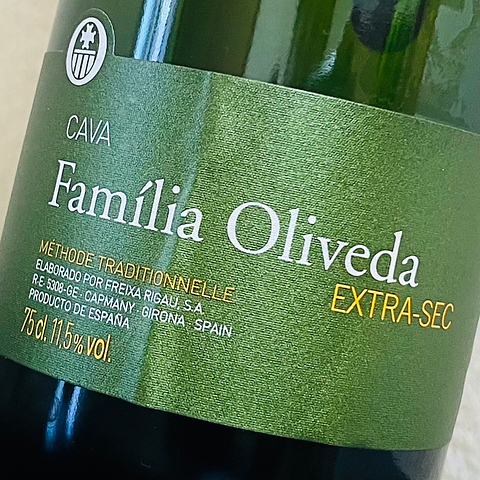 CAVA
Família Oliveda
EXTRA-SEC
MÉTHODE TRADITIONNELLE
ELABORADO POR FREIXA RIGAU, S.A.
R.E. 5308-GE - CAPMANY - GIRONA - SPAIN
PRODUCTO DE ESPAÑA
75 cl. 11,5% vol.